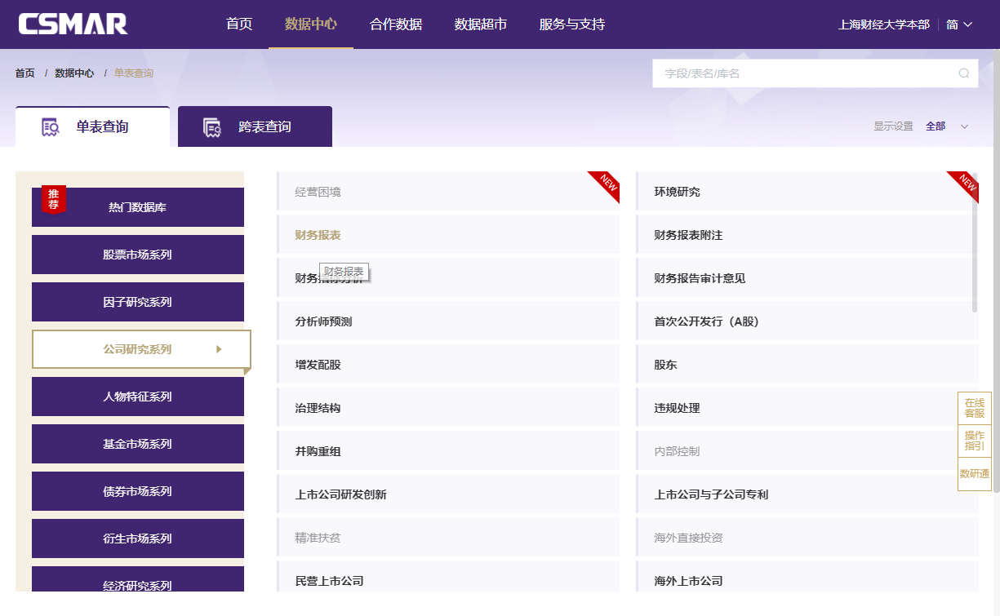 CSMAR 首页 数据中心 合作数据 数据超市 服务与支持 上海财经大学本部 简
首页 / 数据中心 / 单表查询 字段/表名/库名
单表查询 跨表查询 显示设置 全部
推荐
热门数据库
股票市场系列
因子研究系列
公司研究系列
人物特征系列
基金市场系列
债券市场系列
衍生市场系列
经济研究系列
经营困境 NEW 环境研究 NEW
财务报表 财务报表附注
财务报表
财务指标分析 财务报告审计意见
分析师预测 首次公开发行（A股）
增发配股 股东
治理结构 违规处理
并购重组 内部控制
上市公司研发创新 上市公司与子公司专利
精准扶贫 海外直接投资
民营上市公司 海外上市公司
在线
客服
操作
指引
数研通